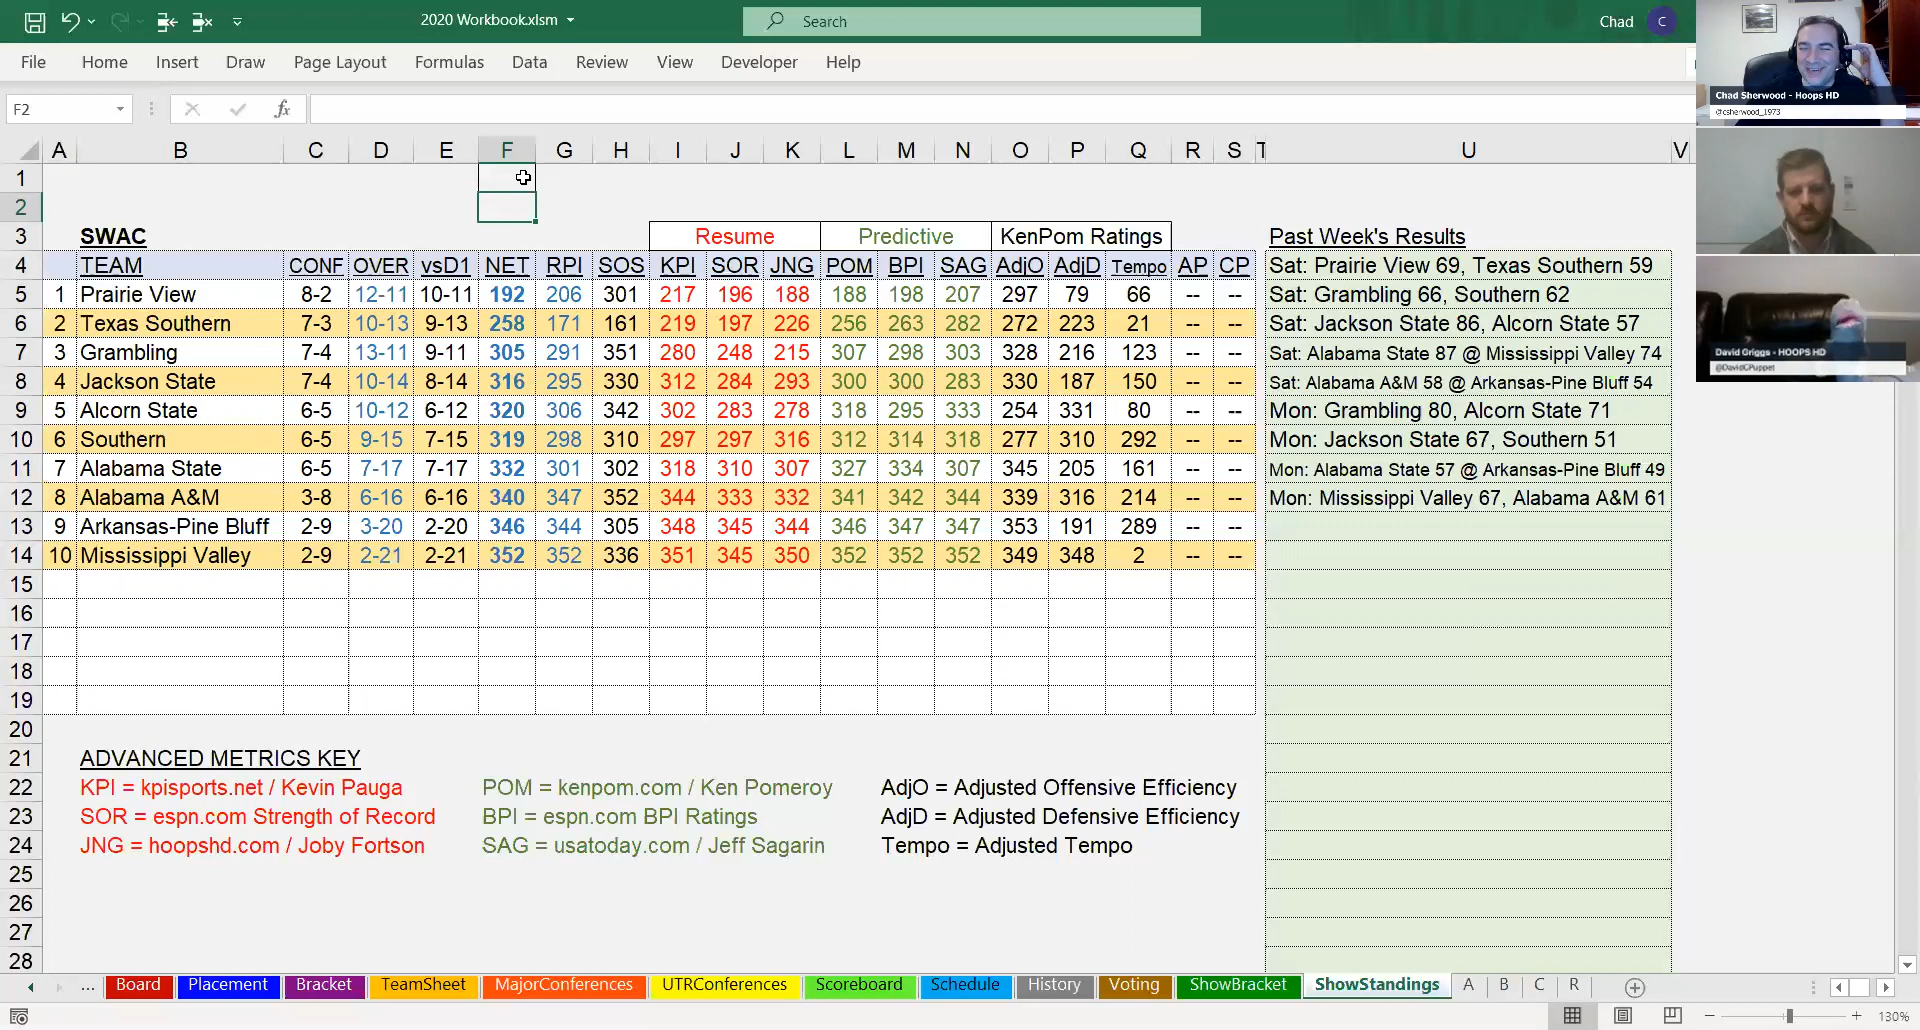 2020 Workbook.xlsm
Search
Chad
C
File Home Insert Draw Page Layout Formulas Data Review View Developer Help
F2
fx
A B C D E F G H I J K L M N O P Q R S T U V
1
2
3 SWAC Resume Predictive KenPom Ratings Past Week's Results
4 TEAM CONF OVER vsD1 NET RPI SOS KPI SOR JNG POM BPI SAG AdjO AdjD Tempo AP CP Sat: Prairie View 69, Texas Southern 59
5 1 Prairie View 8-2 12-11 10-11 192 206 301 217 196 188 188 198 207 297 79 66 -- -- Sat: Grambling 66, Southern 62
6 2 Texas Southern 7-3 10-13 9-13 258 171 161 219 197 226 256 263 282 272 223 21 -- -- Sat: Jackson State 86, Alcorn State 57
7 3 Grambling 7-4 13-11 9-11 305 291 351 280 248 215 307 298 303 328 216 123 -- -- Sat: Alabama State 87 @ Mississippi Valley 74
8 4 Jackson State 7-4 10-14 8-14 316 295 330 312 284 293 300 300 283 330 187 150 -- -- Sat: Alabama A&M 58 @ Arkansas-Pine Bluff 54
9 5 Alcorn State 6-5 10-12 6-12 320 306 342 302 283 278 318 295 333 254 331 80 -- -- Mon: Grambling 80, Alcorn State 71
10 6 Southern 6-5 9-15 7-15 319 298 310 297 297 316 312 314 318 277 310 292 -- -- Mon: Jackson State 67, Southern 51
11 7 Alabama State 6-5 7-17 7-17 332 301 302 318 310 307 327 334 307 345 205 161 -- -- Mon: Alabama State 57 @ Arkansas-Pine Bluff 49
12 8 Alabama A&M 3-8 6-16 6-16 340 347 352 344 333 332 341 342 344 339 316 214 -- -- Mon: Mississippi Valley 67, Alabama A&M 61
13 9 Arkansas-Pine Bluff 2-9 3-20 2-20 346 344 305 348 345 344 346 347 347 353 191 289 -- --
14 10 Mississippi Valley 2-9 2-21 2-21 352 352 336 351 345 350 352 352 352 349 348 2 -- --
15
16
17
18
19
20
21 ADVANCED METRICS KEY
22 KPI = kpisports.net / Kevin Pauga POM = kenpom.com / Ken Pomeroy AdjO = Adjusted Offensive Efficiency
23 SOR = espn.com Strength of Record BPI = espn.com BPI Ratings AdjD = Adjusted Defensive Efficiency
24 JNG = hoopshd.com / Joby Fortson SAG = usatoday.com / Jeff Sagarin Tempo = Adjusted Tempo
25
26
27
28
... Board Placement Bracket TeamSheet MajorConferences UTRConferences Scoreboard Schedule History Voting ShowBracket ShowStandings A B C R
130%
Chad Sherwood - Hoops HD
@csherwood_1973
David Griggs - HOOPS HD
@DavidCPuppet